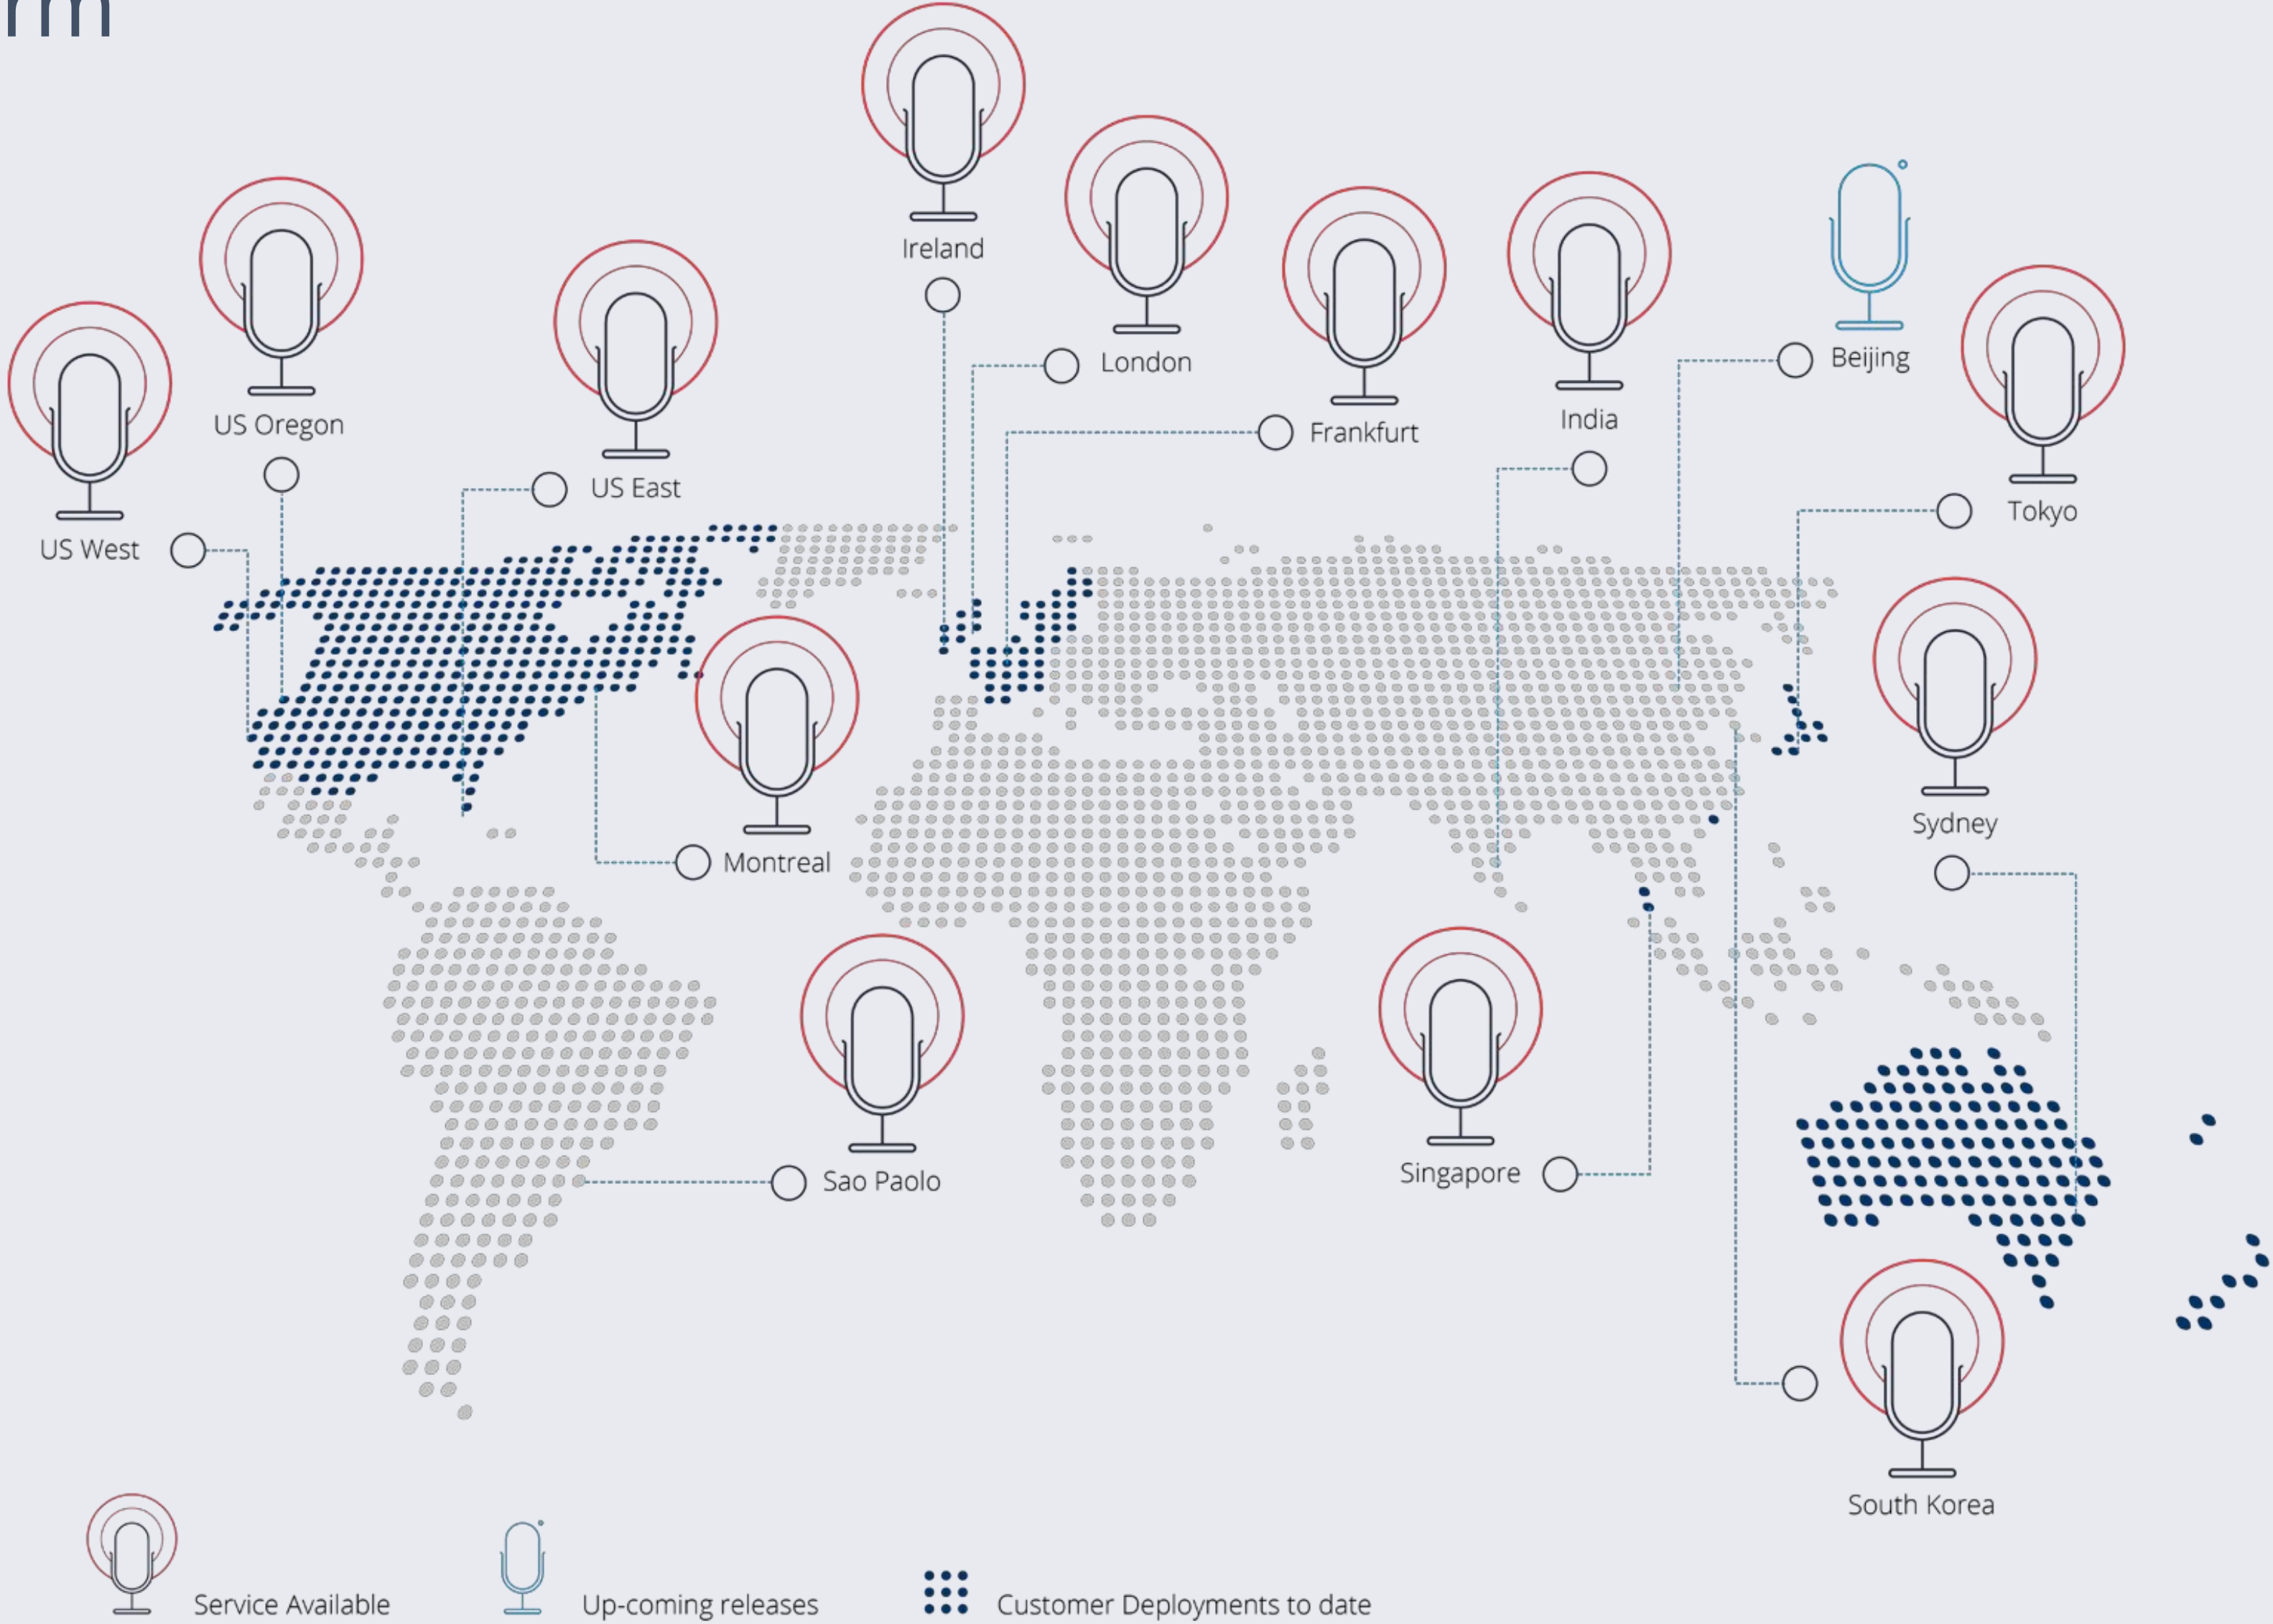 rm
Ireland
London
Beijing
US Oregon
Frankfurt
India
US East
Tokyo
US West
Sydney
Montreal
Singapore
Sao Paolo
South Korea
Service Available
Up-coming releases
Customer Deployments to date